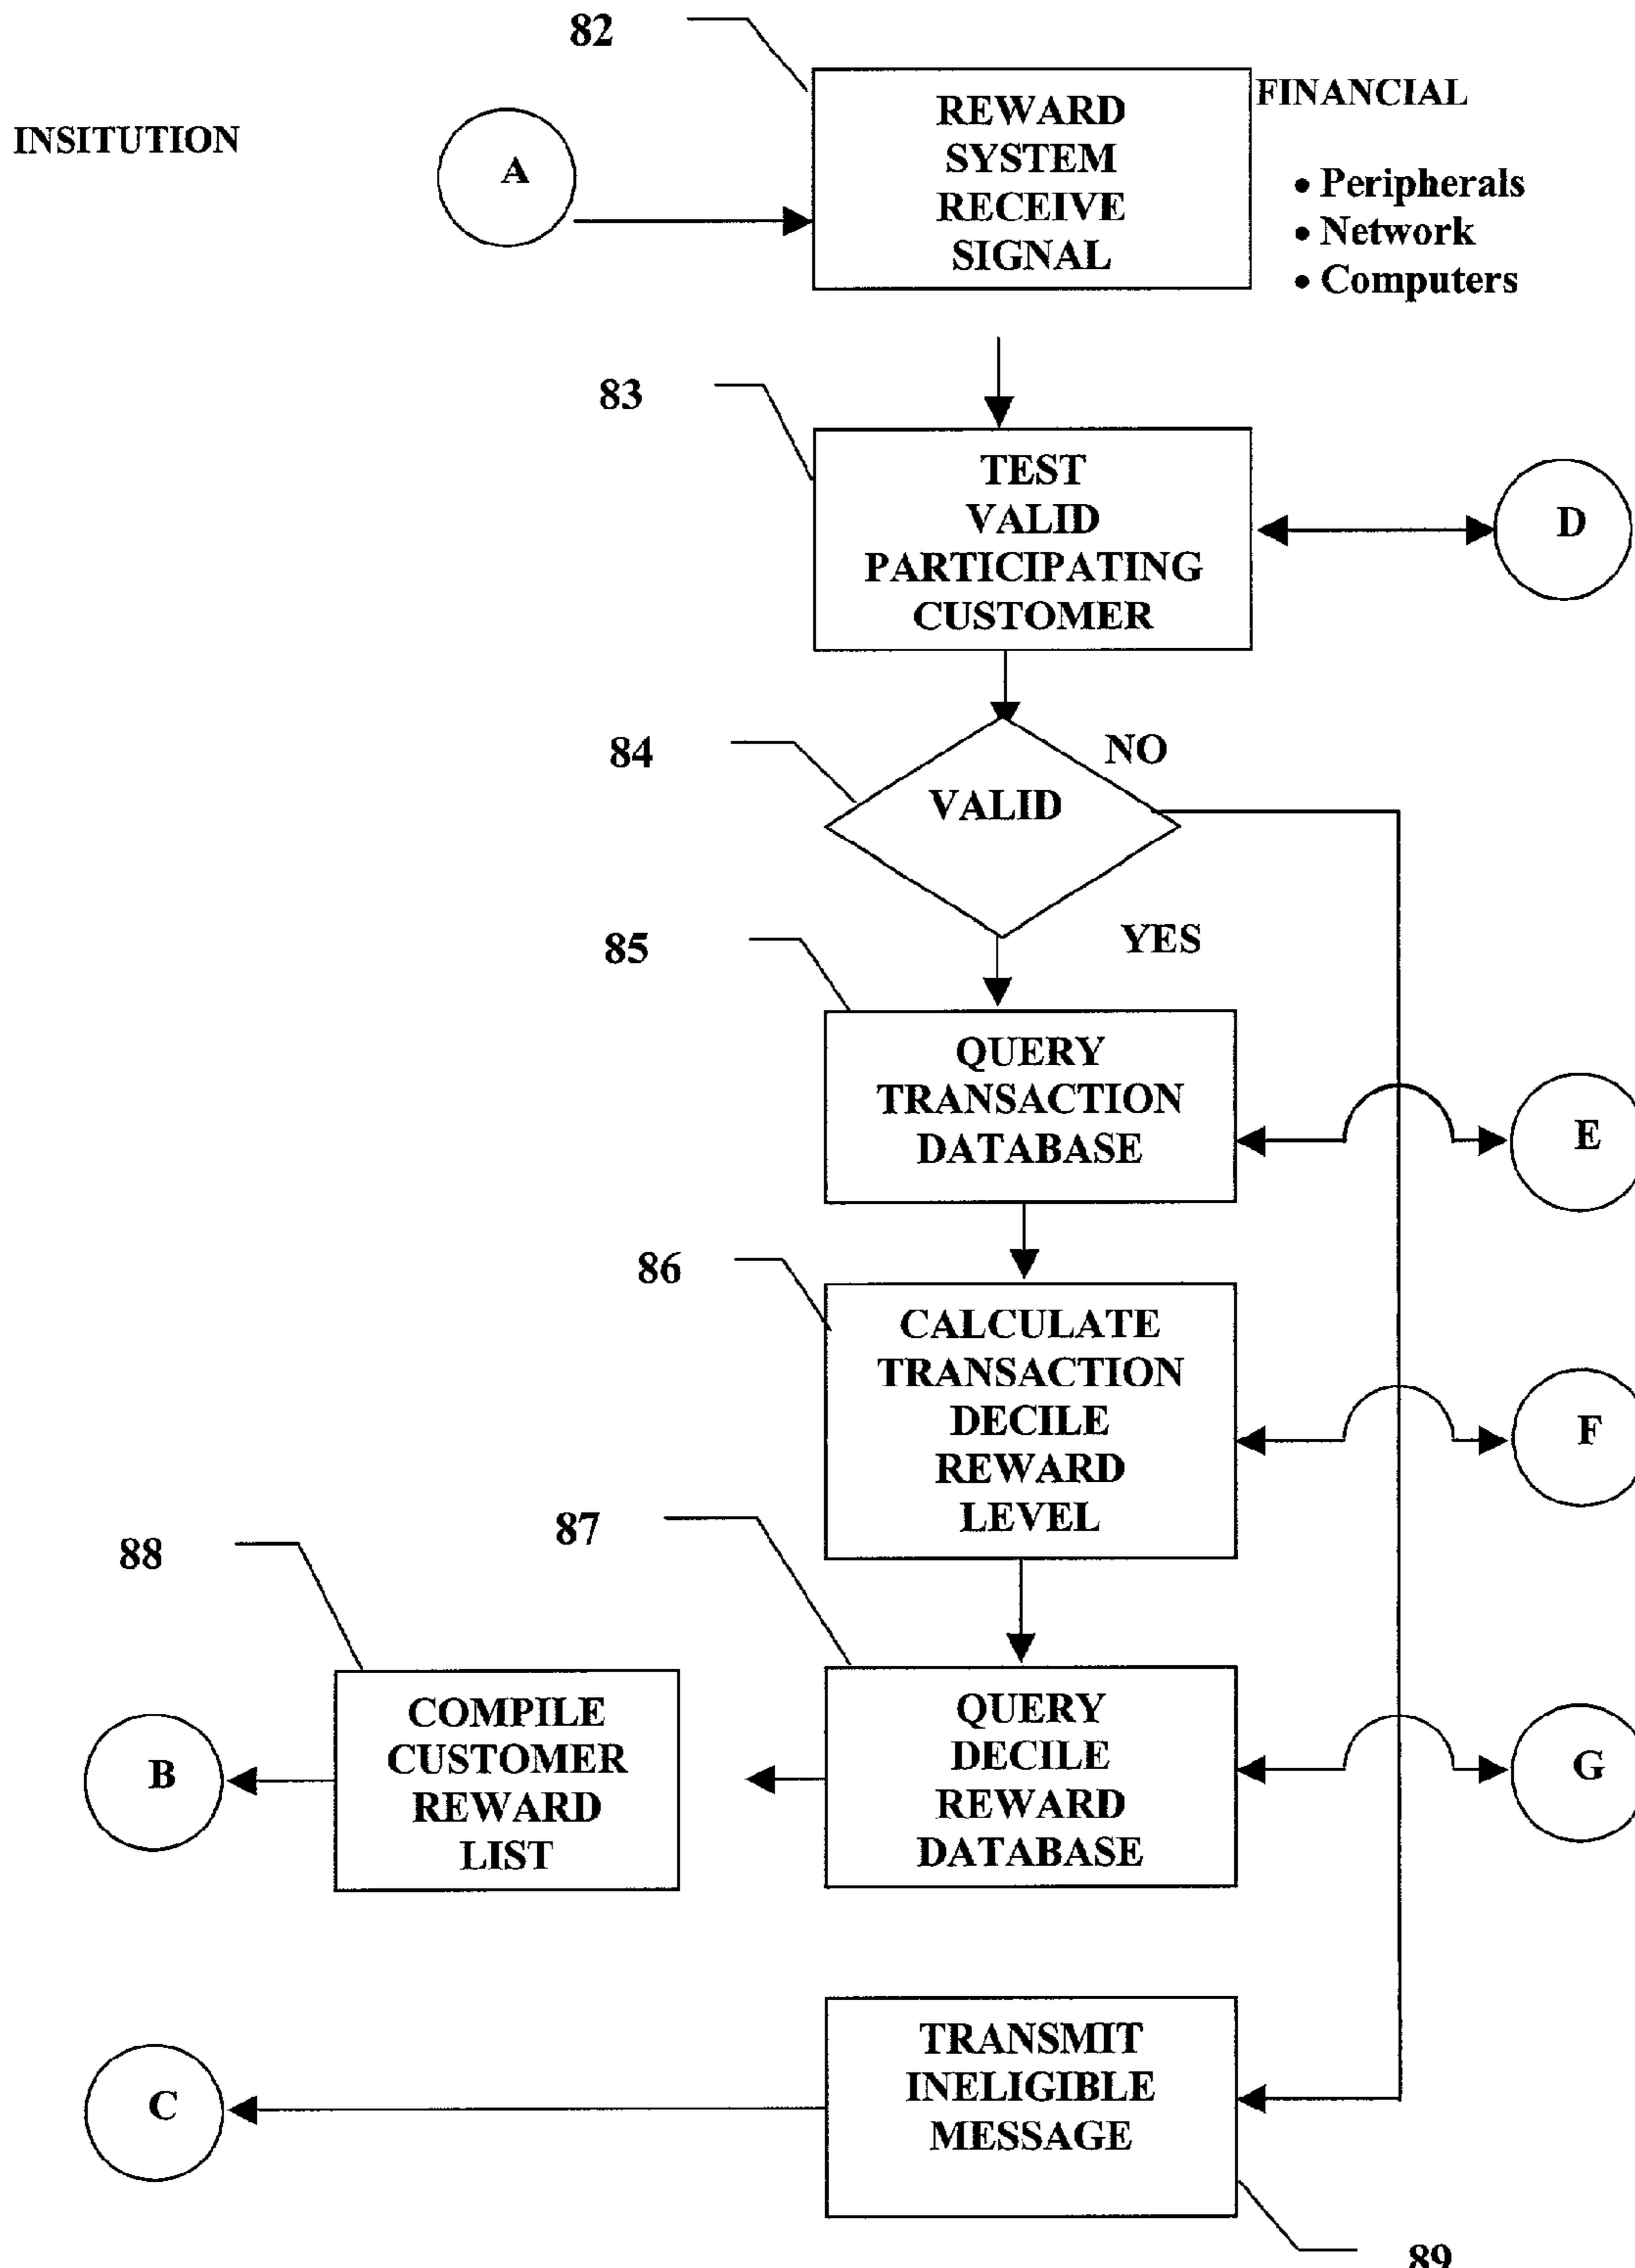 82
REWARD
SYSTEM
RECEIVE
SIGNAL
FINANCIAL
INSITUTION
A
• Peripherals
• Network
• Computers
83
TEST
VALID
PARTICIPATING
CUSTOMER
D
84
VALID
NO
YES
85
QUERY
TRANSACTION
DATABASE
E
86
CALCULATE
TRANSACTION
DECILE
REWARD
LEVEL
F
87
88
COMPILE
CUSTOMER
REWARD
LIST
B
QUERY
DECILE
REWARD
DATABASE
G
TRANSMIT
INELIGIBLE
MESSAGE
C
89